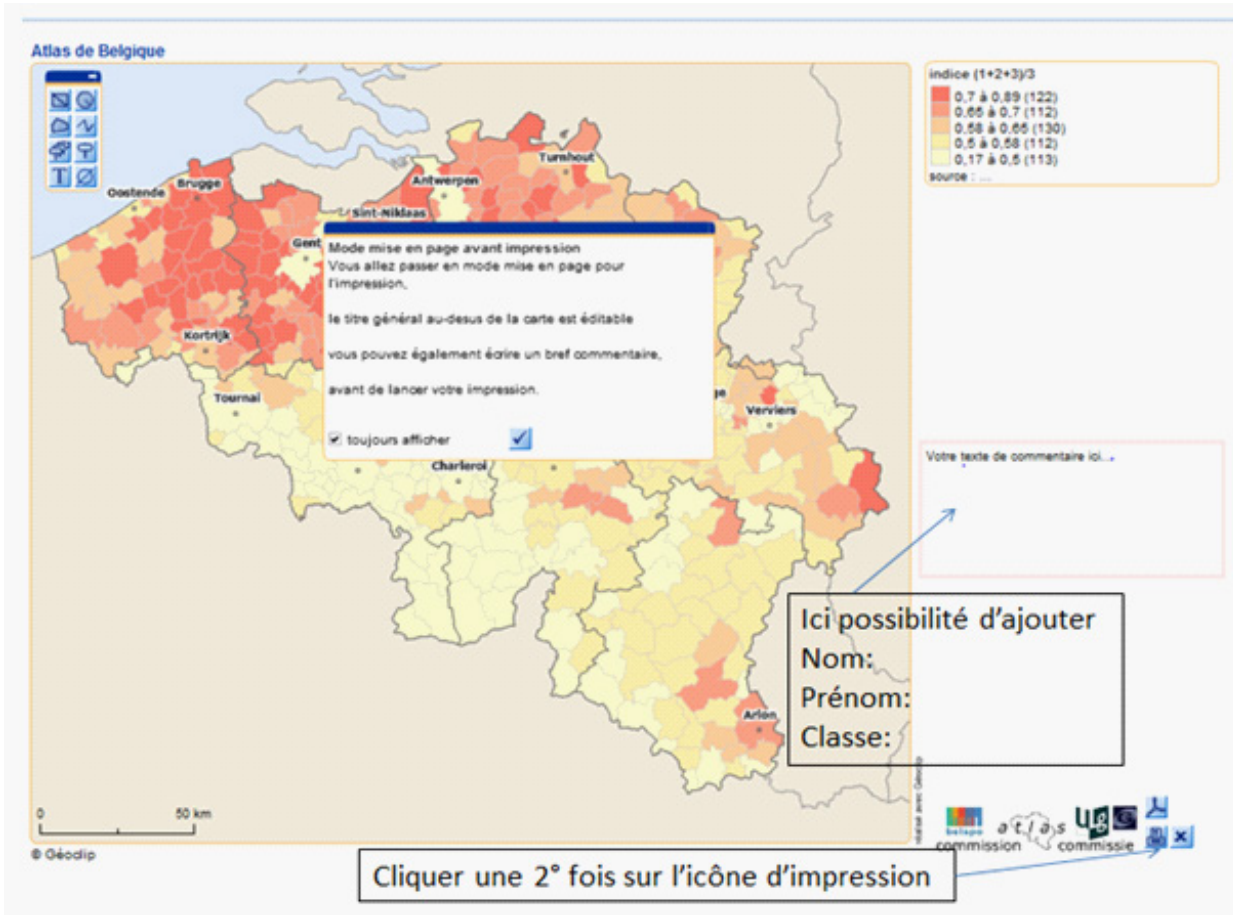 Atlas de Belgique
indice (1+2+3)/3
0,7 à 0,89 (122)
0,65 à 0,7 (112)
0,58 à 0,65 (130)
0,5 à 0,58 (112)
0,17 à 0,5 (113)
source : ...
T
Turnhout
Antwerpen
Brugge
Oostende
Sint-Niklaas
Gent
Mode mise en page avant impression
Vous allez passer en mode mise en page pour
l'impression,
le titre général au-desus de la carte est éditable
vous pouvez également écrire un bref commentaire,
avant de lancer votre impression.
toujours afficher
Kortrijk
Tournai
ge
Verviers
Charleroi
Votre texte de commentaire ici...
Ici possibilité d'ajouter
Nom:
Prénom:
Classe:
Arlon
0 50 km
© Géoclip
réalisé avec Géoclip
belspo
atlas
commission commissie
Cliquer une 2° fois sur l'icône d'impression